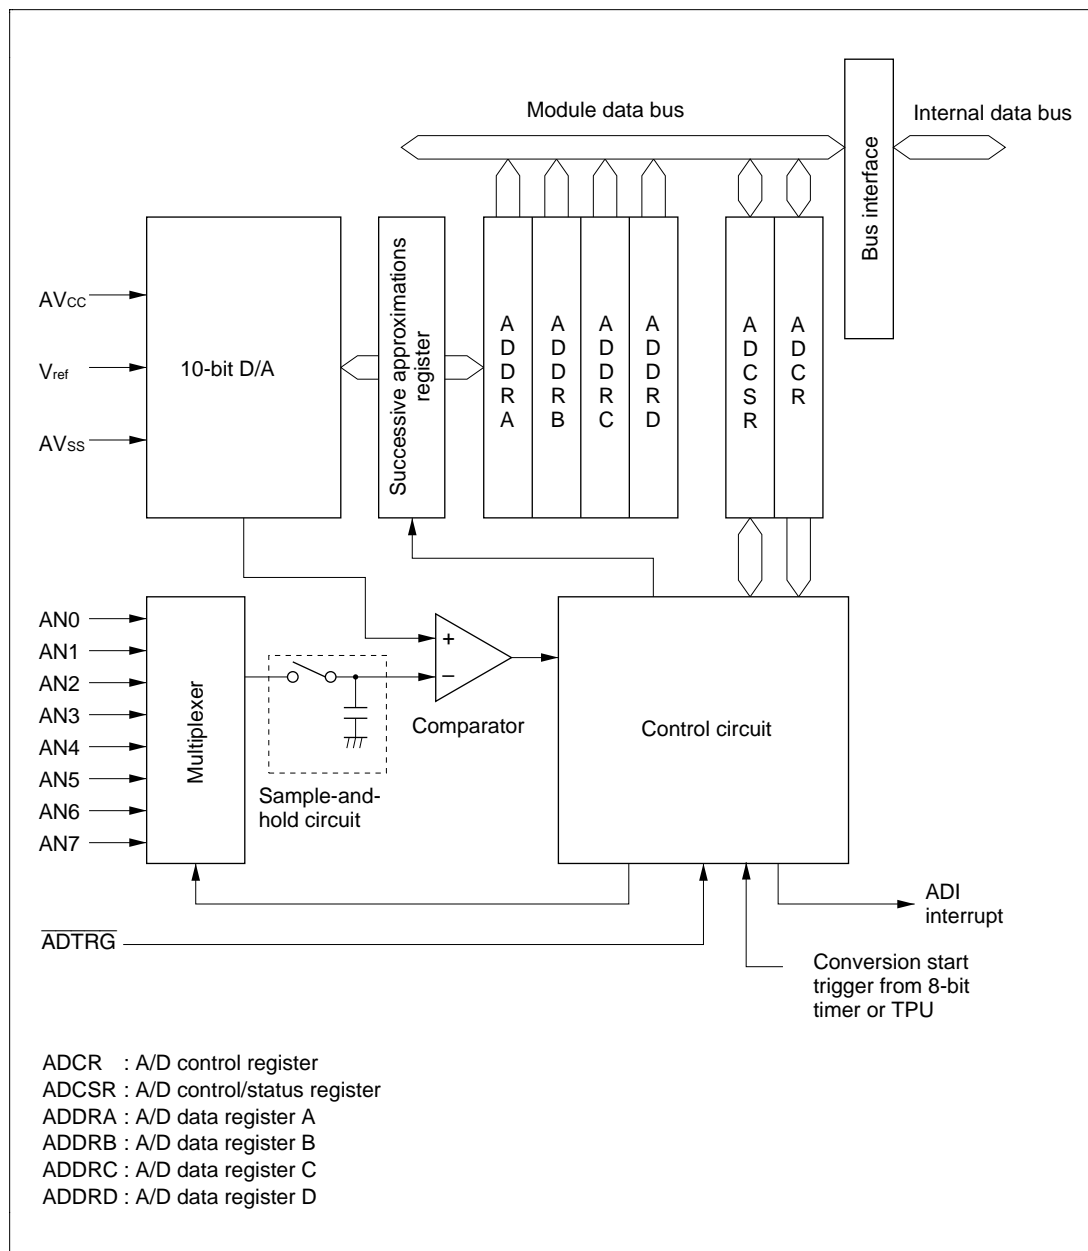 Module data bus
Internal data bus
Bus interface
AVCC
Vref
AVSS
10-bit D/A
Successive approximations
register
ADDRA
ADDRB
ADDRC
ADDRD
ADCSR
ADCR
AN0
AN1
AN2
AN3
AN4
AN5
AN6
AN7
Multiplexer
+
−
Comparator
Sample-and-
hold circuit
Control circuit
ADI
interrupt
ADTRG
Conversion start
trigger from 8-bit
timer or TPU
ADCR : A/D control register
ADCSR : A/D control/status register
ADDRA : A/D data register A
ADDRB : A/D data register B
ADDRC : A/D data register C
ADDRD : A/D data register D